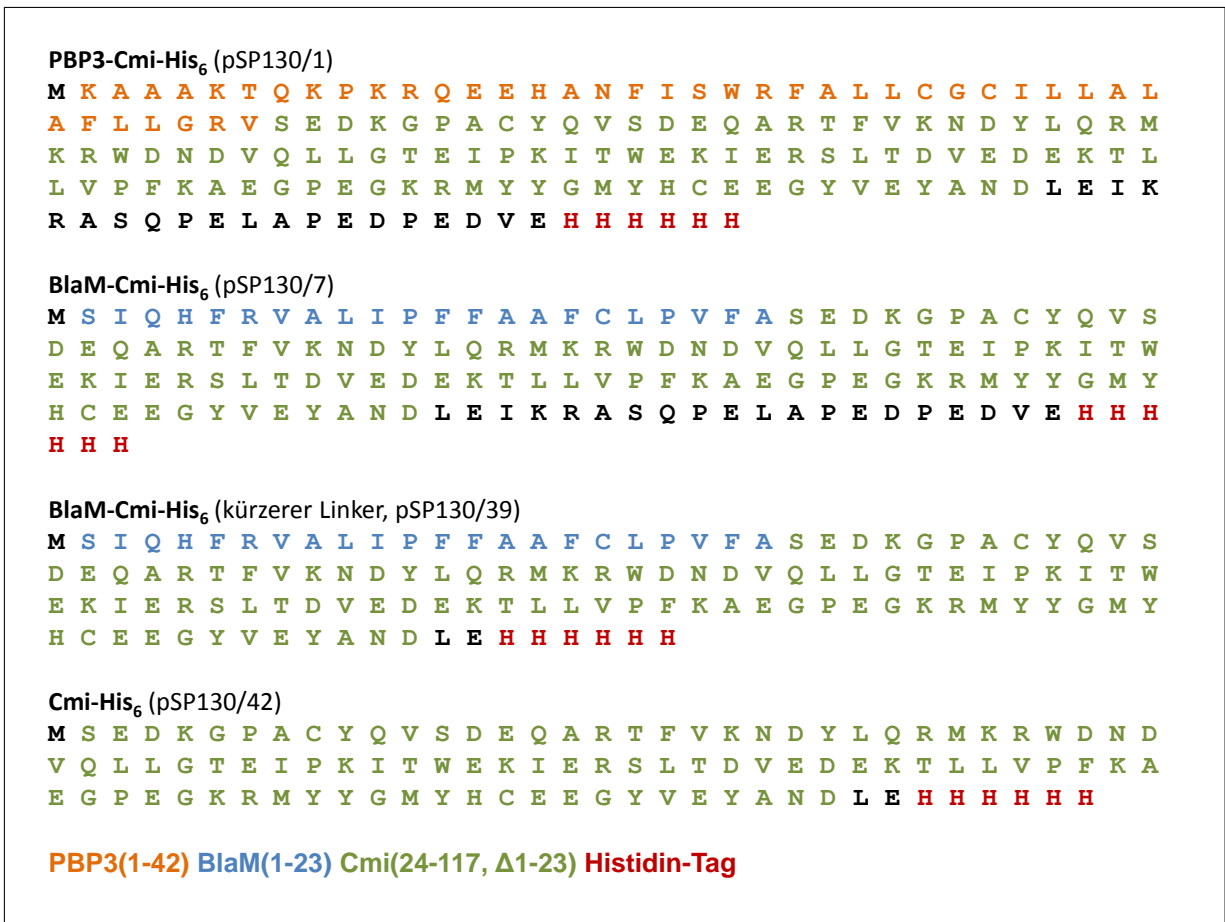 PBP3-Cmi-His6 (pSP130/1)
M K A A A K T Q K P K R Q E E H A N F I S W R F A L L C G C I L L A L
A F L L G R V S E D K G P A C Y Q V S D E Q A R T F V K N D Y L Q R M
K R W D N D V Q L L G T E I P K I T W E K I E R S L T D V E D E K T L
L V P F K A E G P E G K R M Y Y G M Y H C E E G Y V E Y A N D L E I K
R A S Q P E L A P E D P E D V E H H H H H H
BlaM-Cmi-His6 (pSP130/7)
M S I Q H F R V A L I P F F A A F C L P V F A S E D K G P A C Y Q V S
D E Q A R T F V K N D Y L Q R M K R W D N D V Q L L G T E I P K I T W
E K I E R S L T D V E D E K T L L V P F K A E G P E G K R M Y Y G M Y
H C E E G Y V E Y A N D L E I K R A S Q P E L A P E D P E D V E H H H
H H H
BlaM-Cmi-His6 (kürzerer Linker, pSP130/39)
M S I Q H F R V A L I P F F A A F C L P V F A S E D K G P A C Y Q V S
D E Q A R T F V K N D Y L Q R M K R W D N D V Q L L G T E I P K I T W
E K I E R S L T D V E D E K T L L V P F K A E G P E G K R M Y Y G M Y
H C E E G Y V E Y A N D L E H H H H H H
Cmi-His6 (pSP130/42)
M S E D K G P A C Y Q V S D E Q A R T F V K N D Y L Q R M K R W D N D
V Q L L G T E I P K I T W E K I E R S L T D V E D E K T L L V P F K A
E G P E G K R M Y Y G M Y H C E E G Y V E Y A N D L E H H H H H H
PBP3(1-42) BlaM(1-23) Cmi(24-117, Δ1-23) Histidin-Tag